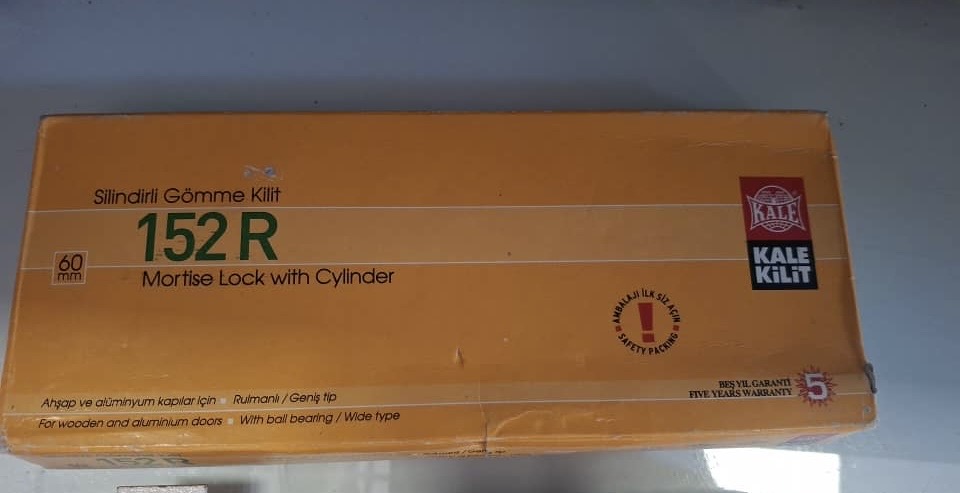 Silindirli Gömme Kilit
152 R
60
mm
Mortise Lock with Cylinder
KALE
KALE
KiLiT
AMBALAJI İLK SİZ AÇIN
!
SAFETY PACKING
BEŞ YIL GARANTİ
FIVE YEARS WARRANTY
5
Ahşap ve alüminyum kapılar için ▪ Rulmanlı / Geniş tip
For wooden and aluminium doors ▪ With ball bearing / Wide type
152R